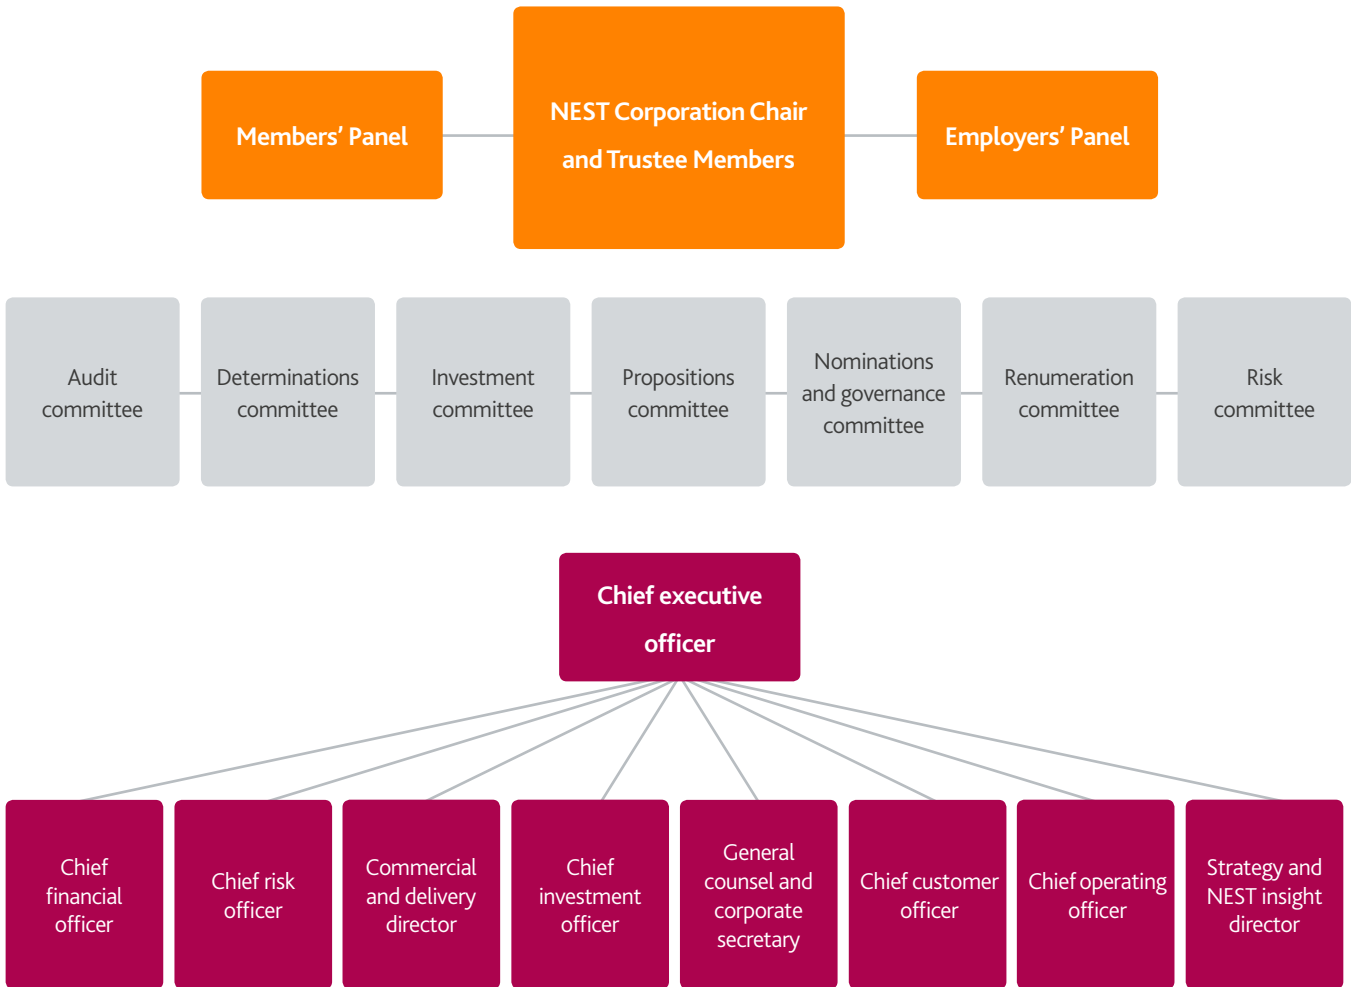 Members’ Panel
NEST Corporation Chair
and Trustee Members
Employers’ Panel
Audit
committee
Determinations
committee
Investment
committee
Propositions
committee
Nominations
and governance
committee
Renumeration
committee
Risk
committee
Chief executive
officer
Chief
financial
officer
Chief risk
officer
Commercial
and delivery
director
Chief
investment
officer
General
counsel and
corporate
secretary
Chief customer
officer
Chief operating
officer
Strategy and
NEST insight
director